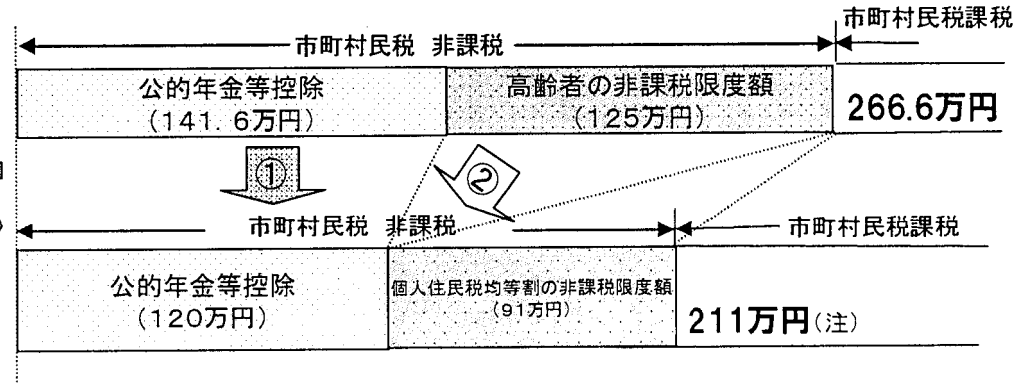 市町村民税課税
市町村民税 非課税
公的年金等控除
(141.6万円)
高齢者の非課税限度額
(125万円)
266.6万円
①
②
市町村民税 非課税
市町村民税課税
公的年金等控除
(120万円)
個人住民税均等割の非課税限度額
(91万円)
211万円(注)